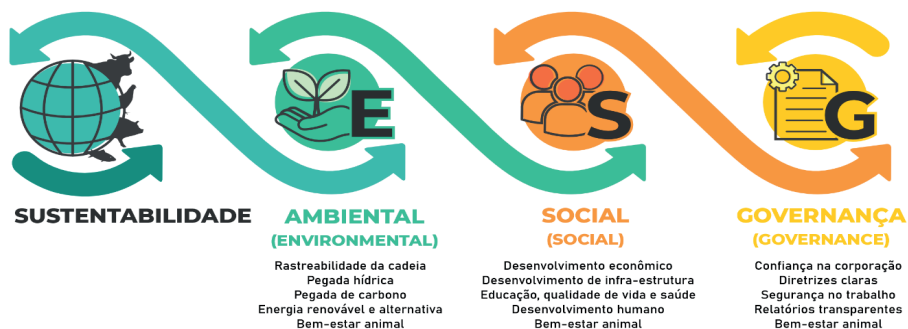 E
S
G
SUSTENTABILIDADE
AMBIENTAL
(ENVIRONMENTAL)
Rastreabilidade da cadeia
Pegada hídrica
Pegada de carbono
Energia renovável e alternativa
Bem-estar animal
SOCIAL
(SOCIAL)
Desenvolvimento econômico
Desenvolvimento de infra-estrutura
Educação, qualidade de vida e saúde
Desenvolvimento humano
Bem-estar animal
GOVERNANÇA
(GOVERNANCE)
Confiança na corporação
Diretrizes claras
Segurança no trabalho
Relatórios transparentes
Bem-estar animal